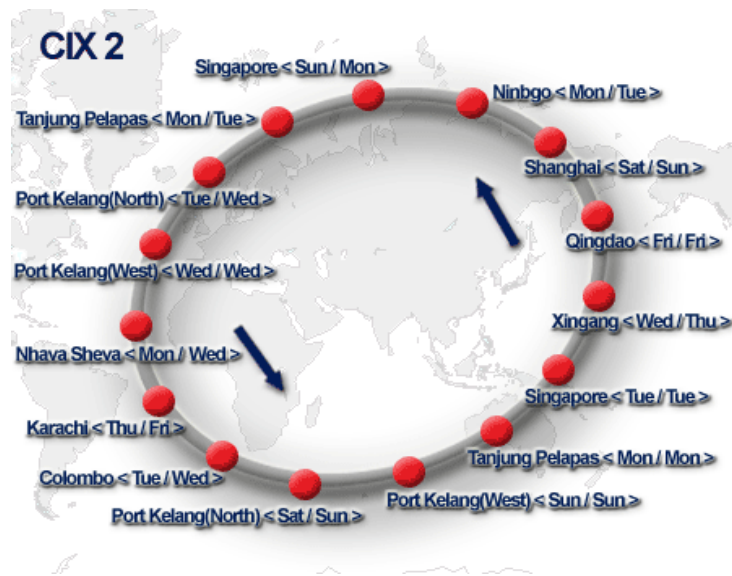 CIX 2
Singapore < Sun / Mon >
Ninbgo < Mon / Tue >
Tanjung Pelapas < Mon / Tue >
Shanghai < Sat / Sun >
Port Kelang(North) < Tue / Wed >
Qingdao < Fri / Fri >
Port Kelang(West) < Wed / Wed >
Xingang < Wed / Thu >
Nhava Sheva < Mon / Wed >
Singapore < Tue / Tue >
Karachi < Thu / Fri >
Tanjung Pelapas < Mon / Mon >
Colombo < Tue / Wed >
Port Kelang(West) < Sun / Sun >
Port Kelang(North) < Sat / Sun >